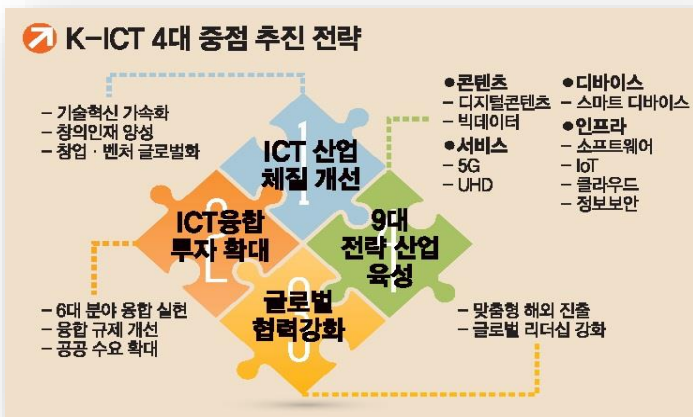 K-ICT 4대 중점 추진 전략
- 기술혁신 가속화
- 창의인재 양성
- 창업·벤처 글로벌화
1
ICT 산업
체질 개선
●콘텐츠
- 디지털콘텐츠
- 빅데이터
●서비스
- 5G
- UHD
●디바이스
- 스마트 디바이스
●인프라
- 소프트웨어
- IoT
- 클라우드
- 정보보안
2
ICT융합
투자 확대
9대
전략 산업
육성
- 6대 분야 융합 실현
- 융합 규제 개선
- 공공 수요 확대
3
글로벌
협력강화
- 맞춤형 해외 진출
- 글로벌 리더십 강화